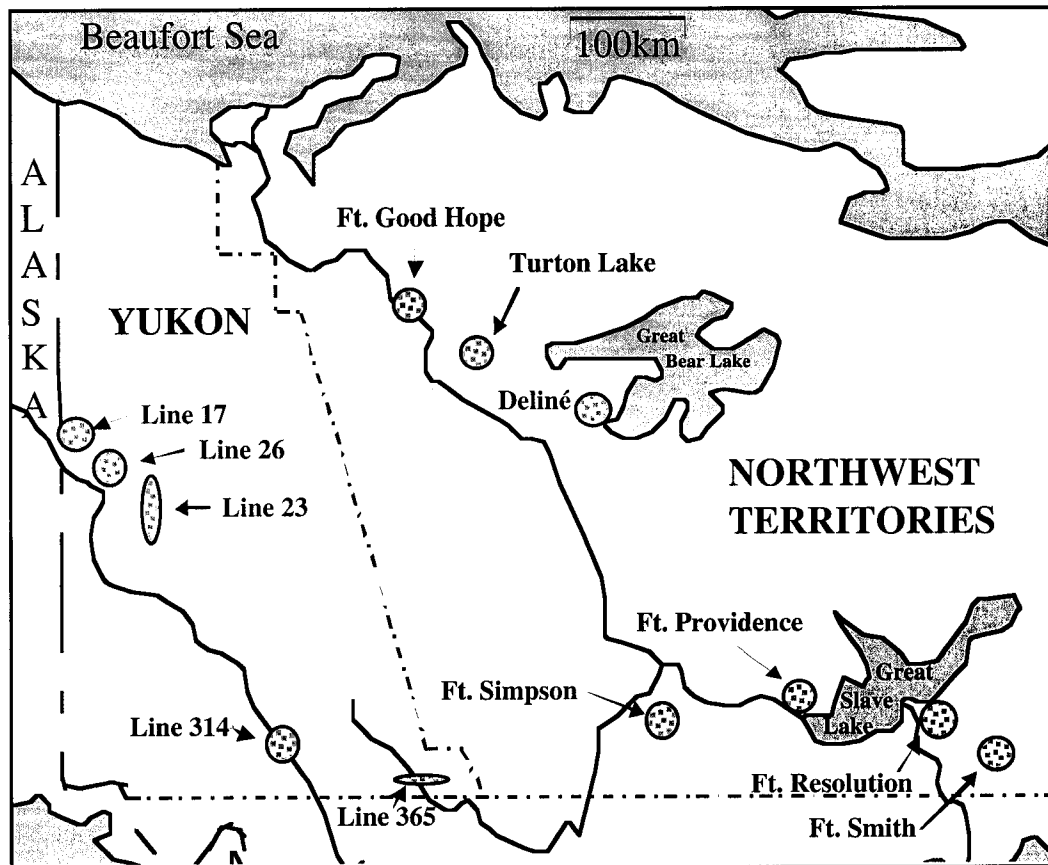 Beaufort Sea
100km
A
L
A
S
K
A
Ft. Good Hope
Turton Lake
YUKON
Great
Bear Lake
Deliné
Line 17
Line 26
Line 23
NORTHWEST
TERRITORIES
Ft. Providence
Great
Slave
Lake
Ft. Simpson
Line 314
Ft. Resolution
Line 365
Ft. Smith